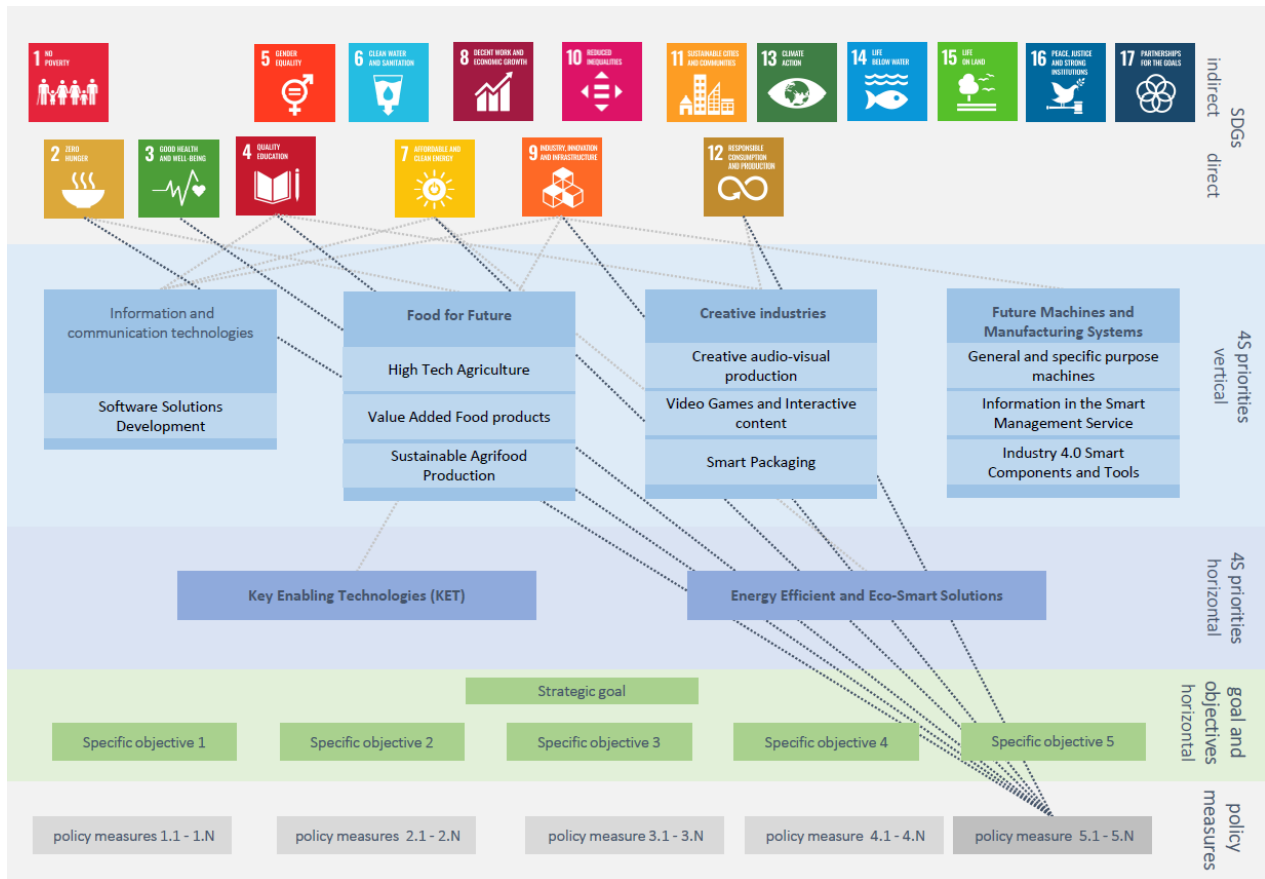 1 NO
POVERTY
5 GENDER
EQUALITY
6 CLEAN WATER
AND SANITATION
8 DECENT WORK AND
ECONOMIC GROWTH
10 REDUCED
INEQUALITIES
11 SUSTAINABLE CITIES
AND COMMUNITIES
13 CLIMATE
ACTION
14 LIFE
BELOW WATER
15 LIFE
ON LAND
16 PEACE, JUSTICE
AND STRONG
INSTITUTIONS
17 PARTNERSHIPS
FOR THE GOALS
SDGs
indirect
direct
2 ZERO
HUNGER
3 GOOD HEALTH
AND WELL-BEING
4 QUALITY
EDUCATION
7 AFFORDABLE AND
CLEAN ENERGY
9 INDUSTRY, INNOVATION
AND INFRASTRUCTURE
12 RESPONSIBLE
CONSUMPTION
AND PRODUCTION
Information and
communication technologies
Software Solutions
Development
Food for Future
High Tech Agriculture
Value Added Food products
Sustainable Agrifood
Production
Creative industries
Creative audio-visual
production
Video Games and Interactive
content
Smart Packaging
Future Machines and
Manufacturing Systems
General and specific purpose
machines
Information in the Smart
Management Service
Industry 4.0 Smart
Components and Tools
4S priorities
vertical
Key Enabling Technologies (KET)
Energy Efficient and Eco-Smart Solutions
4S priorities
horizontal
Strategic goal
Specific objective 1
Specific objective 2
Specific objective 3
Specific objective 4
Specific objective 5
goal and
objectives
horizontal
policy measures 1.1 - 1.N
policy measures 2.1 - 2.N
policy measure 3.1 - 3.N
policy measure 4.1 - 4.N
policy measure 5.1 - 5.N
policy
measures